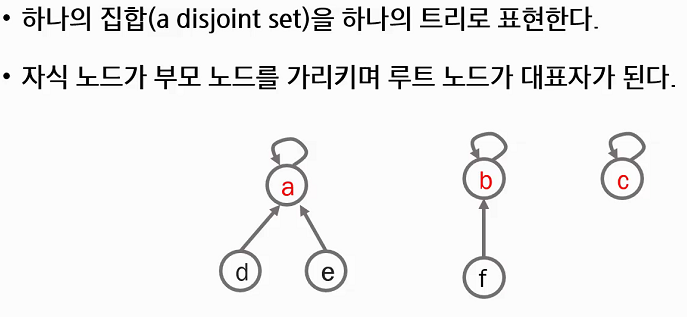 • 하나의 집합(a disjoint set)을 하나의 트리로 표현한다.
• 자식 노드가 부모 노드를 가리키며 루트 노드가 대표자가 된다.
a b c
d e f